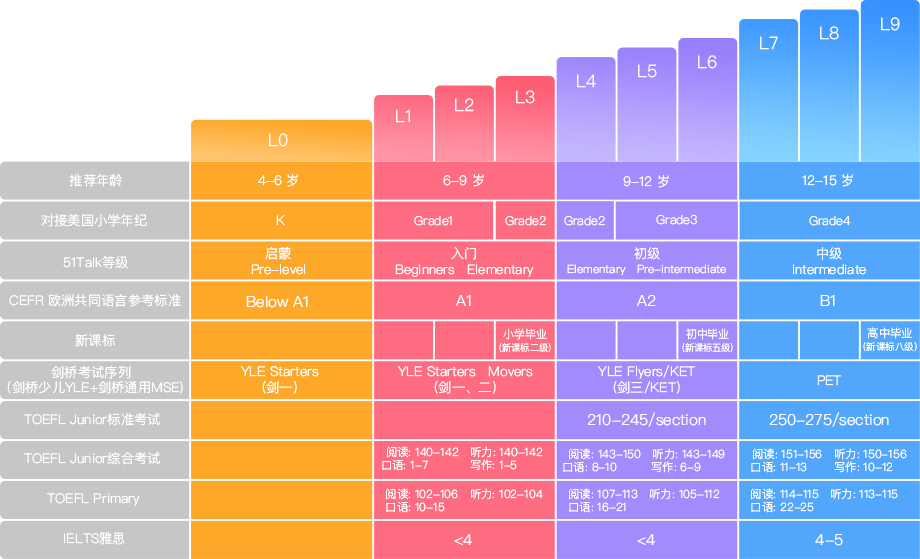 L0
L1
L2
L3
L4
L5
L6
L7
L8
L9
推荐年龄 4-6 岁 6-9 岁 9-12 岁 12-15 岁
对接美国小学年纪 K Grade1 Grade2 Grade2 Grade3 Grade4
51Talk等级
启蒙
Pre-level
入门
Beginners Elementary
初级
Elementary Pre-intermediate
中级
Intermediate
CEFR 欧洲共同语言参考标准 Below A1 A1 A2 B1
新课标
小学毕业
(新课标二级)
初中毕业
(新课标五级)
高中毕业
(新课标八级)
剑桥考试序列
(剑桥少儿YLE+剑桥通用MSE)
YLE Starters
(剑一)
YLE Starters Movers
(剑一、二)
YLE Flyers/KET
(剑三/KET)
PET
TOEFL Junior标准考试 210-245/section 250-275/section
TOEFL Junior综合考试
阅读: 140-142 听力: 140-142
口语: 1-7 写作: 1-5
阅读: 143-150 听力: 143-149
口语: 8-10 写作: 6-9
阅读: 151-156 听力: 150-156
口语: 11-13 写作: 10-12
TOEFL Primary
阅读: 102-106 听力: 102-104
口语: 10-15
阅读: 107-113 听力: 105-112
口语: 16-21
阅读: 114-115 听力: 113-115
口语: 22-25
IELTS雅思 <4 <4 4-5